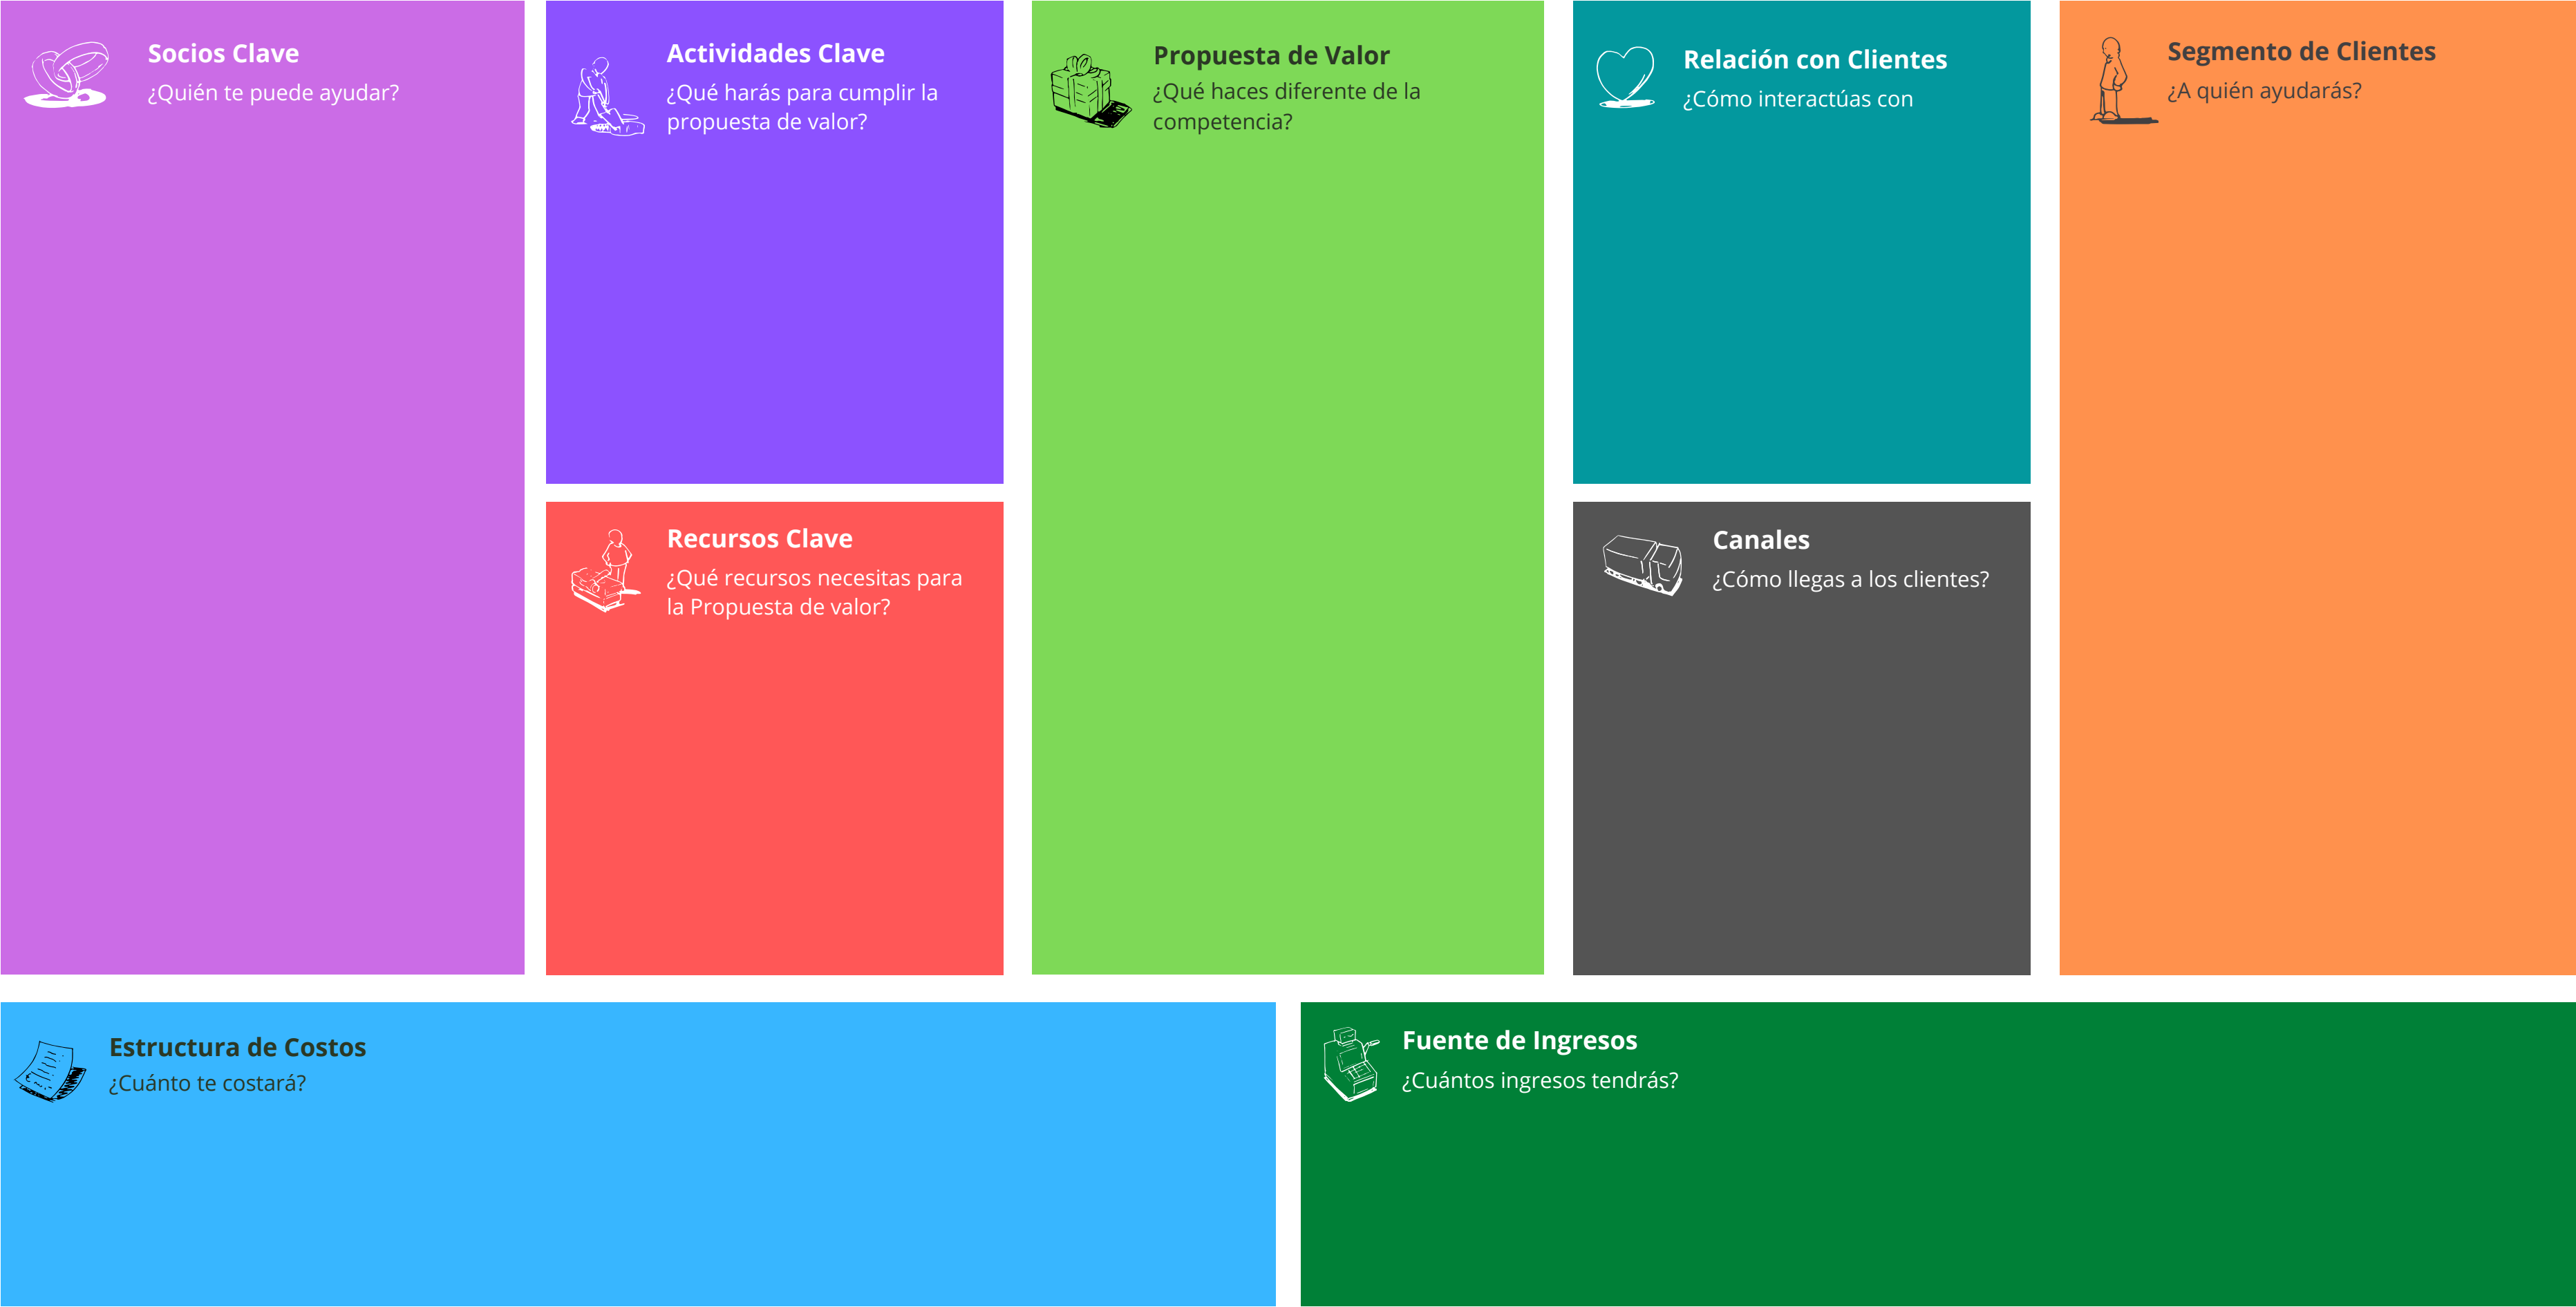 Socios Clave
¿Quién te puede ayudar?
Actividades Clave
¿Qué harás para cumplir la
propuesta de valor?
Recursos Clave
¿Qué recursos necesitas para
la Propuesta de valor?
Propuesta de Valor
¿Qué haces diferente de la
competencia?
Relación con Clientes
¿Cómo interactúas con
Canales
¿Cómo llegas a los clientes?
Segmento de Clientes
¿A quién ayudarás?
Estructura de Costos
¿Cuánto te costará?
Fuente de Ingresos
¿Cuántos ingresos tendrás?